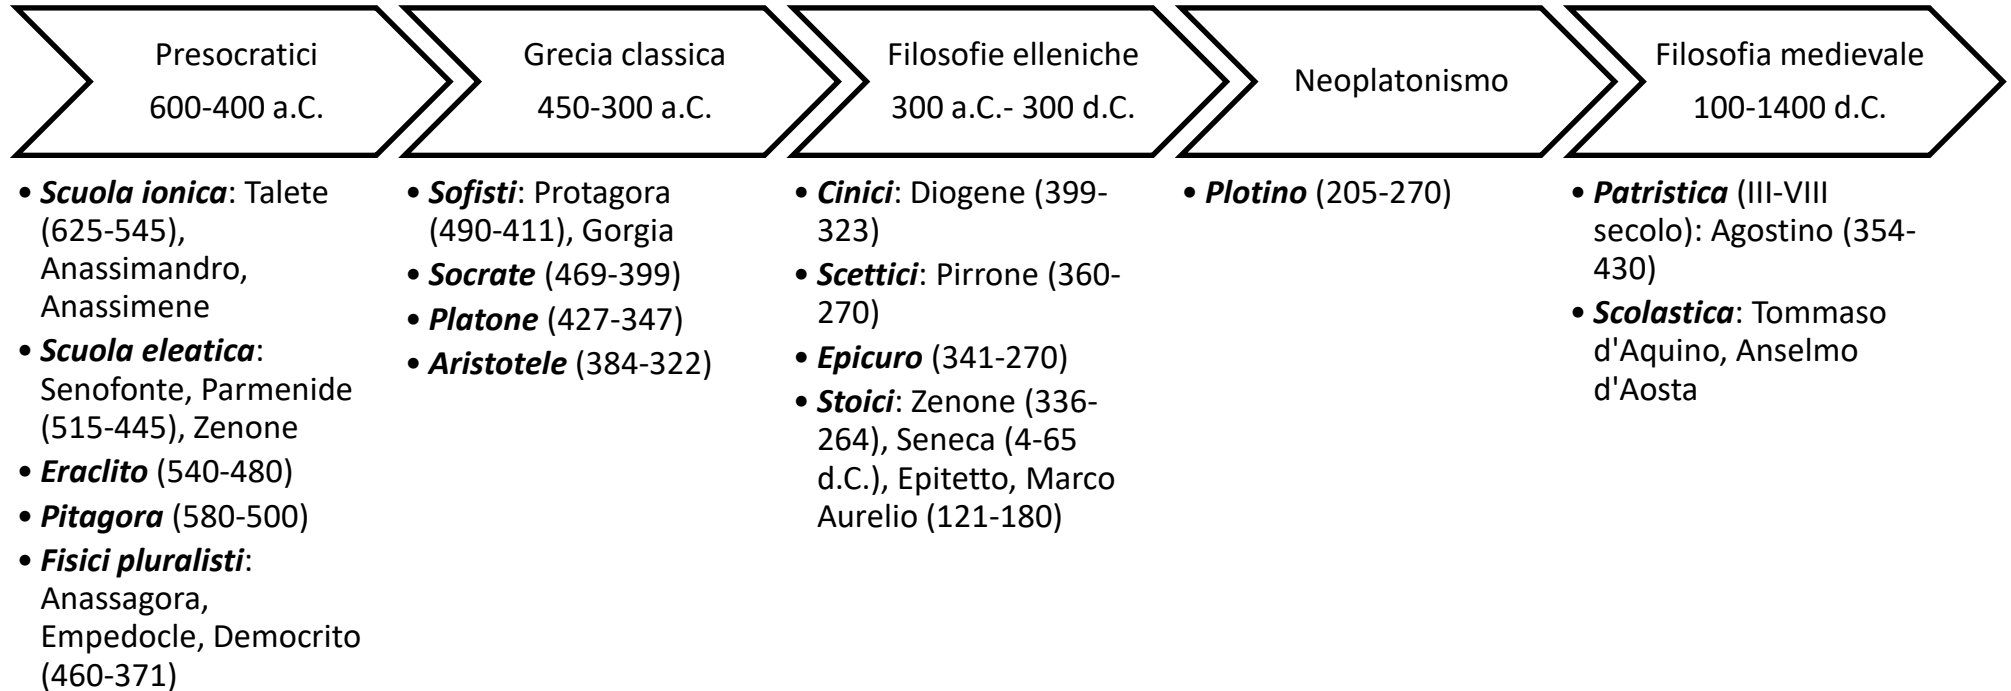 Presocratici
600-400 a.C.
Grecia classica
450-300 a.C.
Filosofie elleniche
300 a.C.- 300 d.C.
Neoplatonismo
Filosofia medievale
100-1400 d.C.
• Scuola ionica: Talete
(625-545),
Anassimandro,
Anassimene
• Scuola eleatica:
Senofonte, Parmenide
(515-445), Zenone
• Eraclito (540-480)
• Pitagora (580-500)
• Fisici pluralisti:
Anassagora,
Empedocle, Democrito
(460-371)
• Sofisti: Protagora
(490-411), Gorgia
• Socrate (469-399)
• Platone (427-347)
• Aristotele (384-322)
• Cinici: Diogene (399-
323)
• Scettici: Pirrone (360-
270)
• Epicuro (341-270)
• Stoici: Zenone (336-
264), Seneca (4-65
d.C.), Epitetto, Marco
Aurelio (121-180)
• Plotino (205-270)
• Patristica (III-VIII
secolo): Agostino (354-
430)
• Scolastica: Tommaso
d'Aquino, Anselmo
d'Aosta